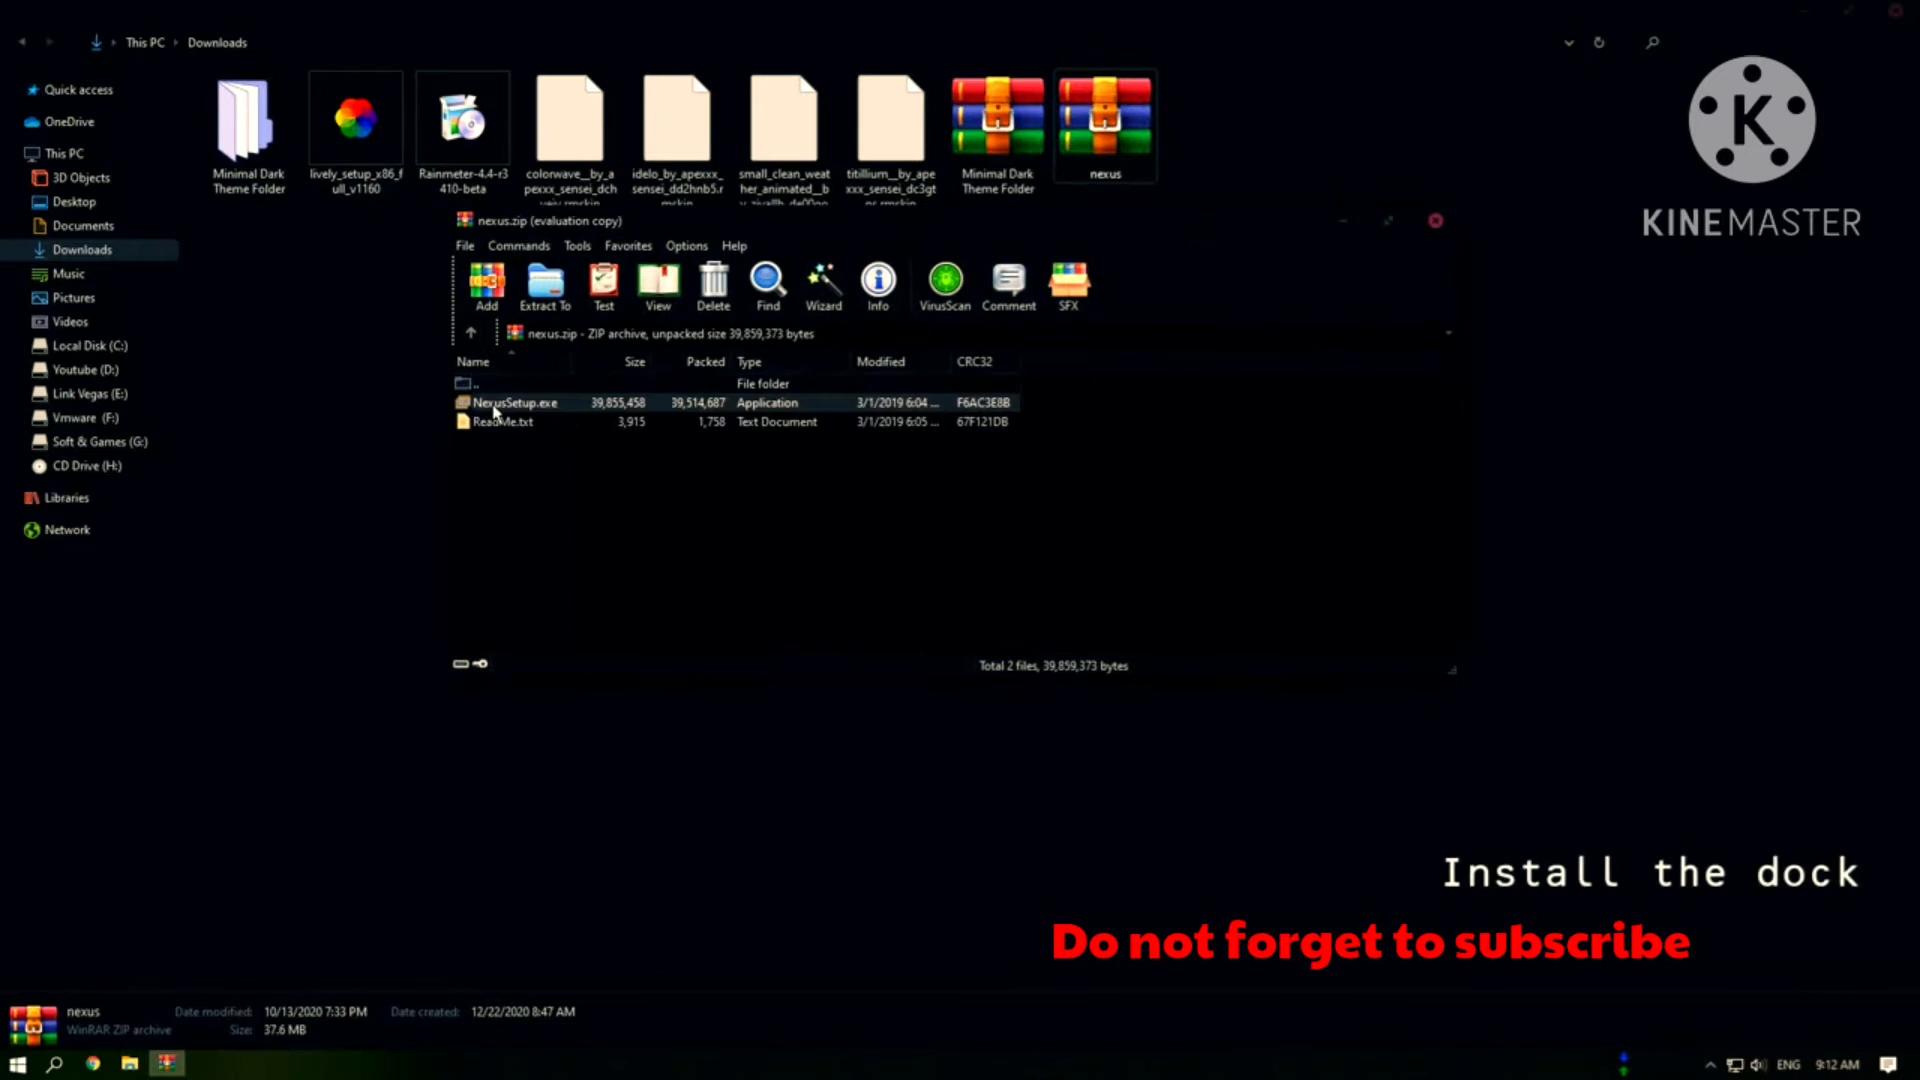 This PC Downloads
Quick access
OneDrive
This PC
3D Objects
Desktop
Documents
Downloads
Music
Pictures
Videos
Local Disk (C:)
Youtube (D:)
Link Vegas (E:)
Vmware (F:)
Soft & Games (G:)
CD Drive (H:)
Libraries
Network
Minimal Dark
Theme Folder
lively_setup_x86_f
ull_v1160
Rainmeter-4.4-r3
410-beta
colorwave__by_a
pexxx_sensei_dch
idelo_by_apexxx_
sensei_dd2hnb5.r
small_clean_weat
her_animated__b
titillium__by_ape
xxx_sensei_dc3gt
Minimal Dark
Theme Folder
nexus
K
KINEMASTER
nexus.zip (evaluation copy)
File Commands Tools Favorites Options Help
Add Extract To Test View Delete Find Wizard Info VirusScan Comment SFX
nexus.zip - ZIP archive, unpacked size 39,859,373 bytes
Name Size Packed Type Modified CRC32
.. File folder
NexusSetup.exe 39,855,458 39,514,687 Application 3/1/2019 6:04 ... F6AC3E8B
ReadMe.txt 3,915 1,758 Text Document 3/1/2019 6:05 ... 67F121DB
Total 2 files, 39,859,373 bytes
Install the dock
Do not forget to subscribe
nexus Date modified: 10/13/2020 7:33 PM Date created: 12/22/2020 8:47 AM
WinRAR ZIP archive Size: 37.6 MB
ENG 9:12 AM